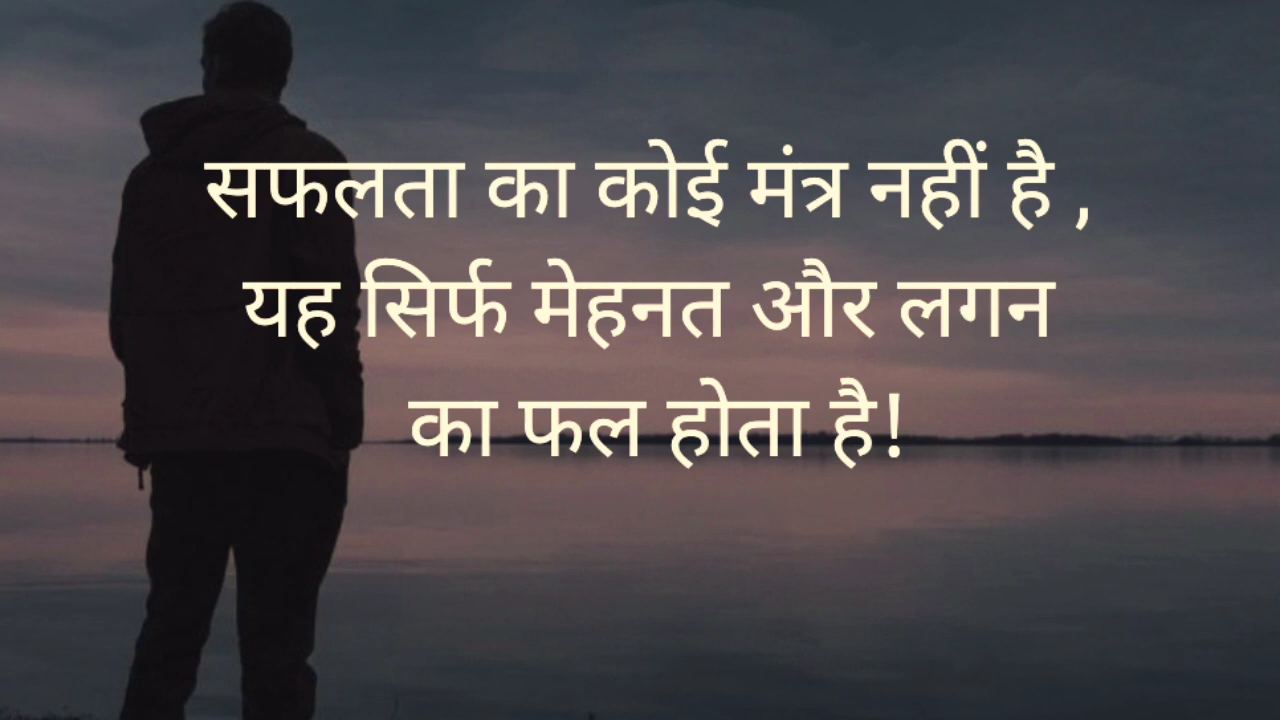 सफलता का कोई मंत्र नहीं है ,
यह सिर्फ मेहनत और लगन
का फल होता है!